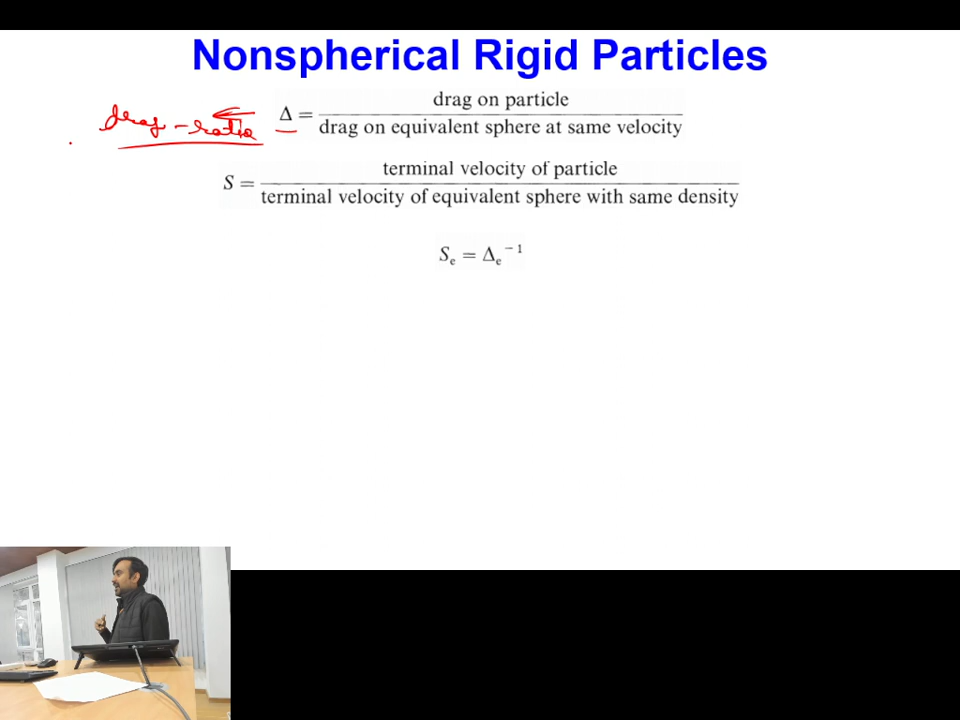 Nonspherical Rigid Particles
drag - ratio
Δ = drag on particle / drag on equivalent sphere at same velocity
S = terminal velocity of particle / terminal velocity of equivalent sphere with same density
Sₑ = Δₑ⁻¹